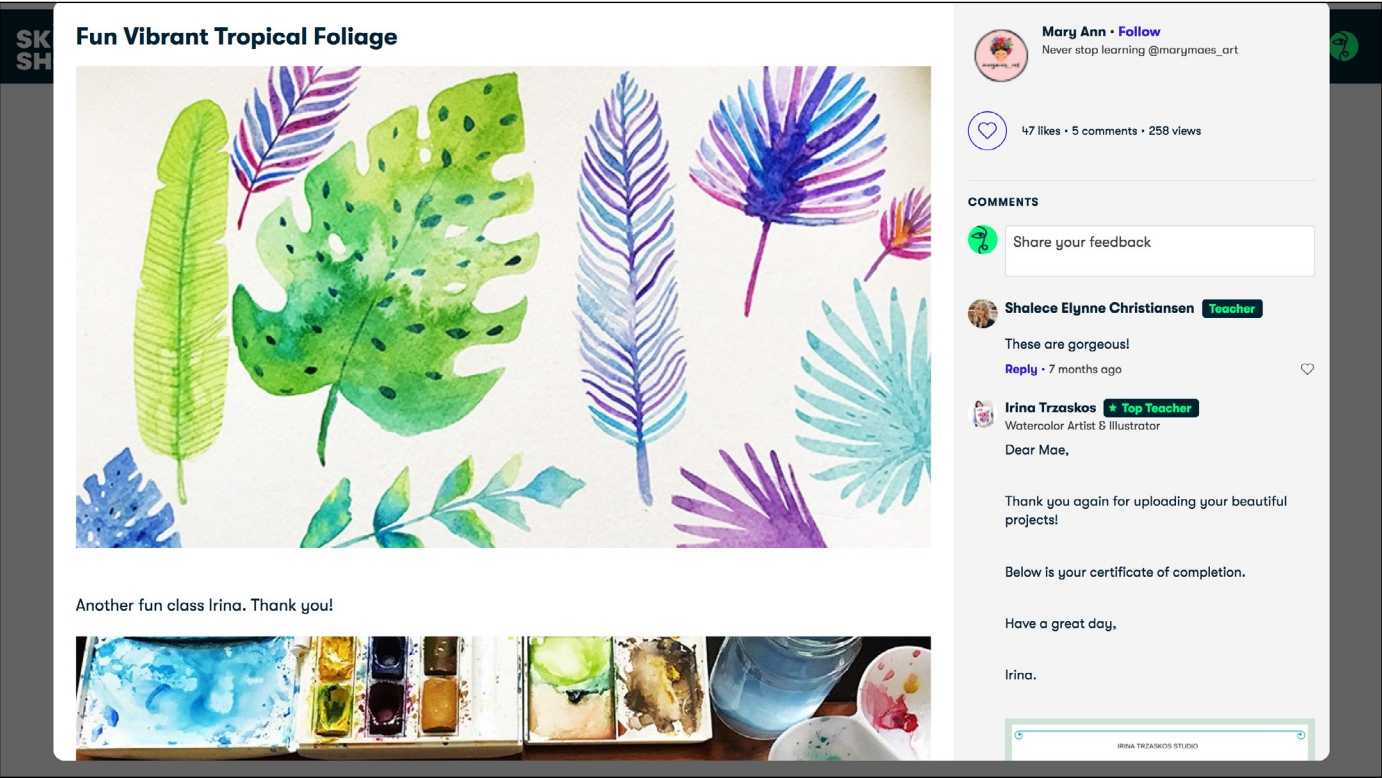 SK
SH
Fun Vibrant Tropical Foliage
Another fun class Irina. Thank you!
Mary Ann • Follow
Never stop learning @marymaes_art
47 likes • 5 comments • 258 views
COMMENTS
Share your feedback
Shalece Elynne Christiansen Teacher
These are gorgeous!
Reply • 7 months ago
Irina Trzaskos ★ Top Teacher
Watercolor Artist & Illustrator
Dear Mae,
Thank you again for uploading your beautiful
projects!
Below is your certificate of completion.
Have a great day,
Irina.
IRINA TRZASKOS STUDIO